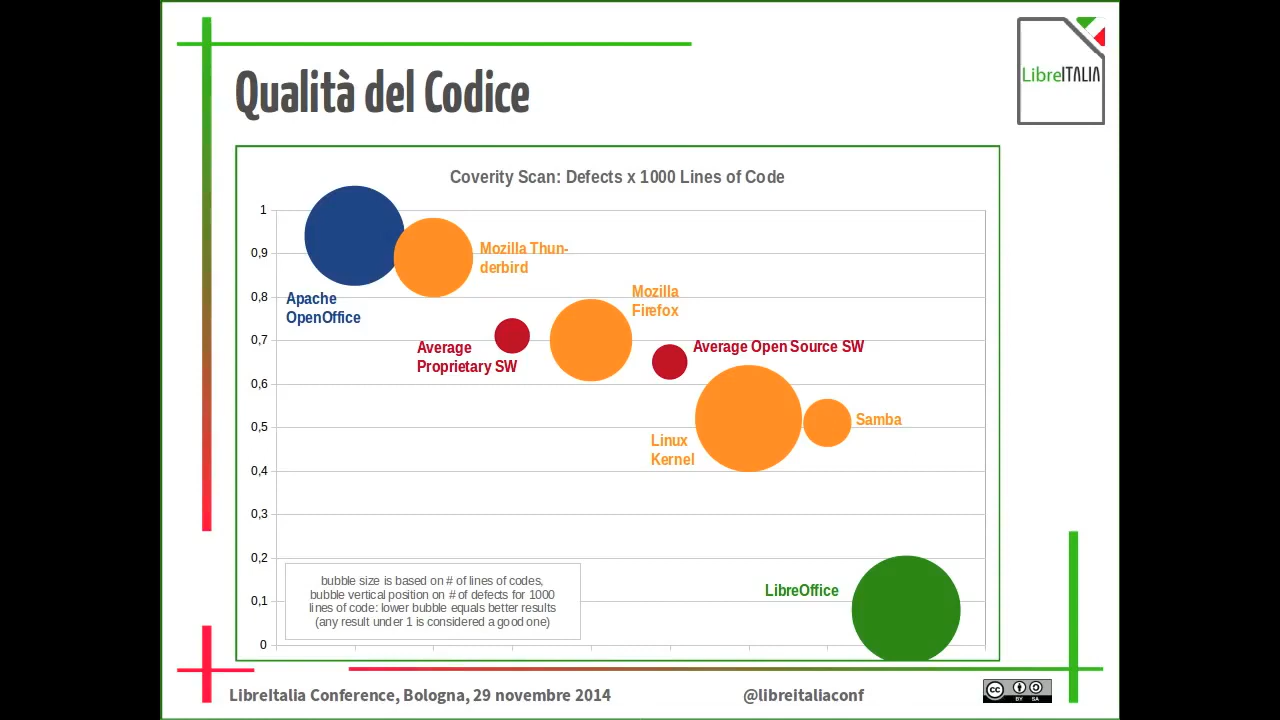 LibreITALIA
Qualità del Codice
Coverity Scan: Defects x 1000 Lines of Code
1
0,9
0,8
0,7
0,6
0,5
0,4
0,3
0,2
0,1
0
Apache
OpenOffice
Mozilla Thun-
derbird
Average
Proprietary SW
Mozilla
Firefox
Average Open Source SW
Linux
Kernel
Samba
LibreOffice
bubble size is based on # of lines of codes,
bubble vertical position on # of defects for 1000
lines of code: lower bubble equals better results
(any result under 1 is considered a good one)
LibreItalia Conference, Bologna, 29 novembre 2014
@libreitaliaconf
cc BY SA